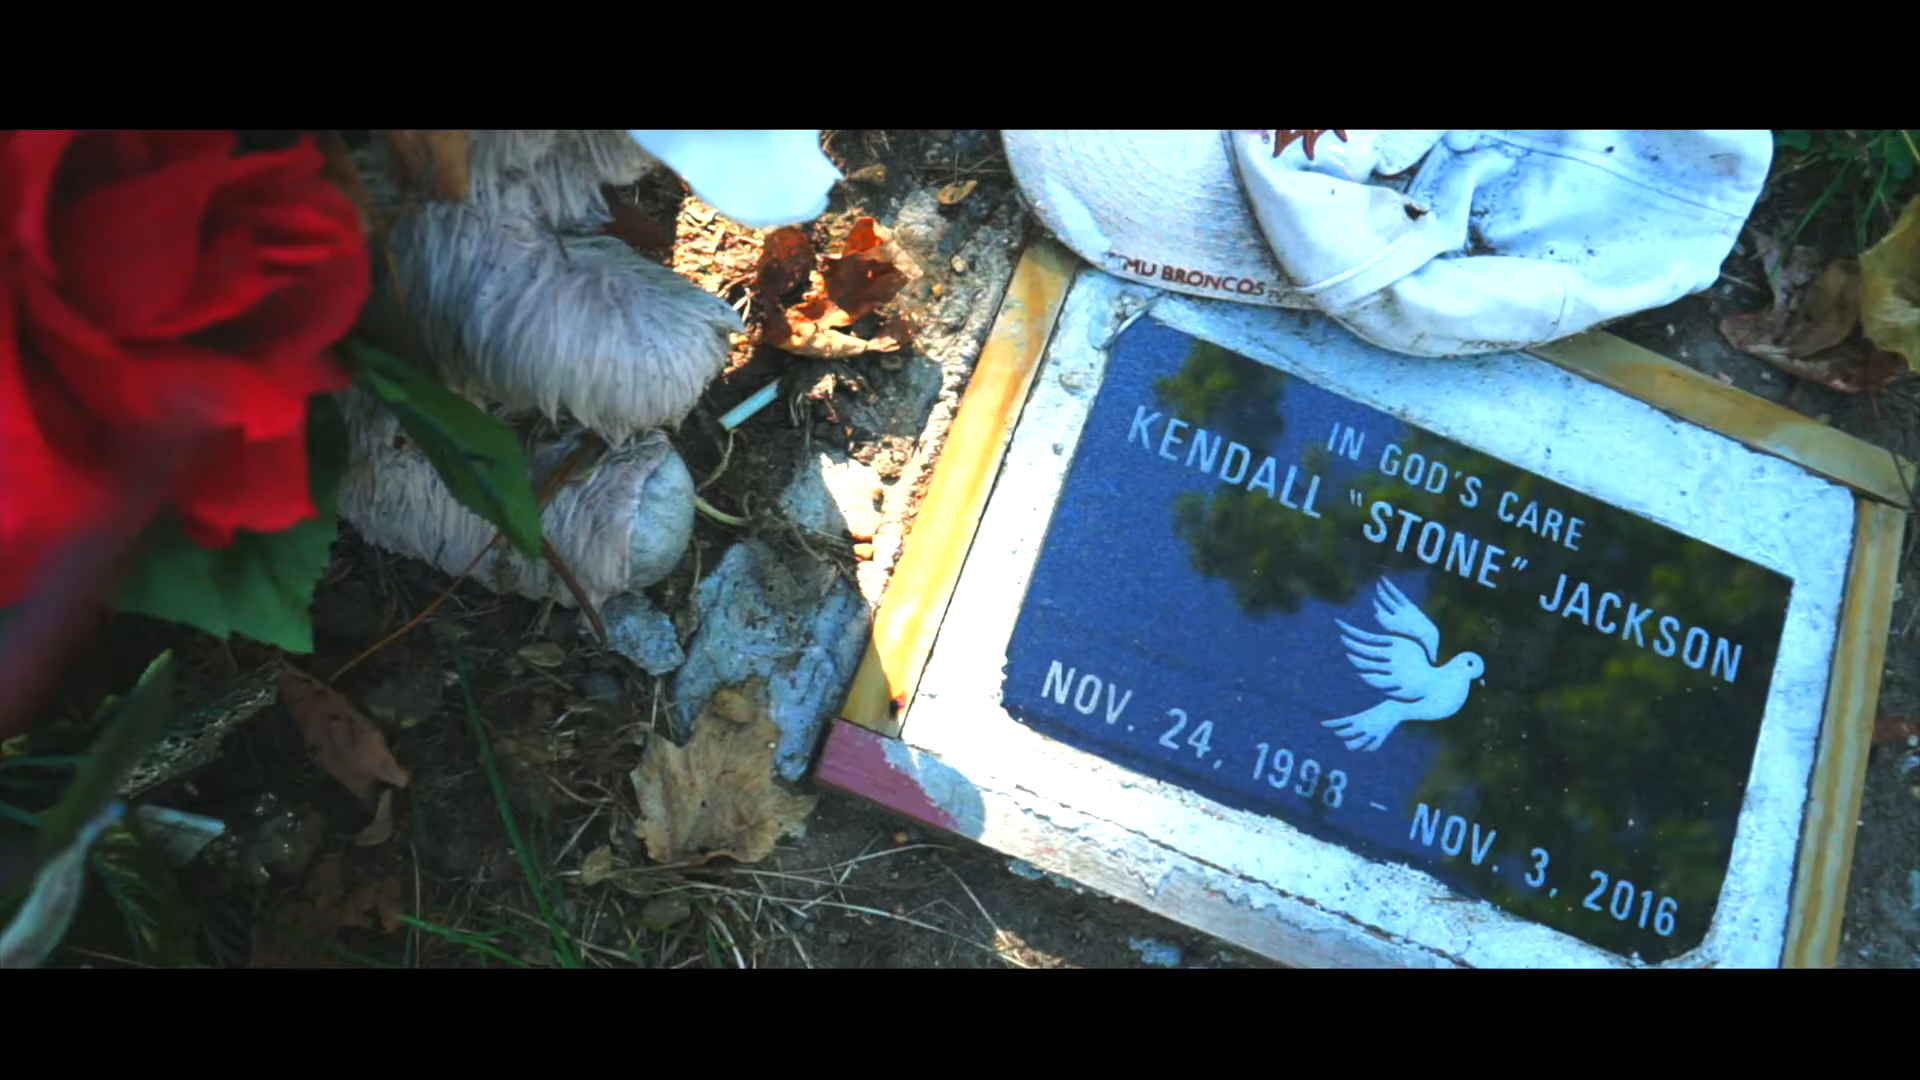 MU BRONCOS
IN GOD'S CARE
KENDALL "STONE" JACKSON
NOV. 24, 1998 - NOV. 3, 2016